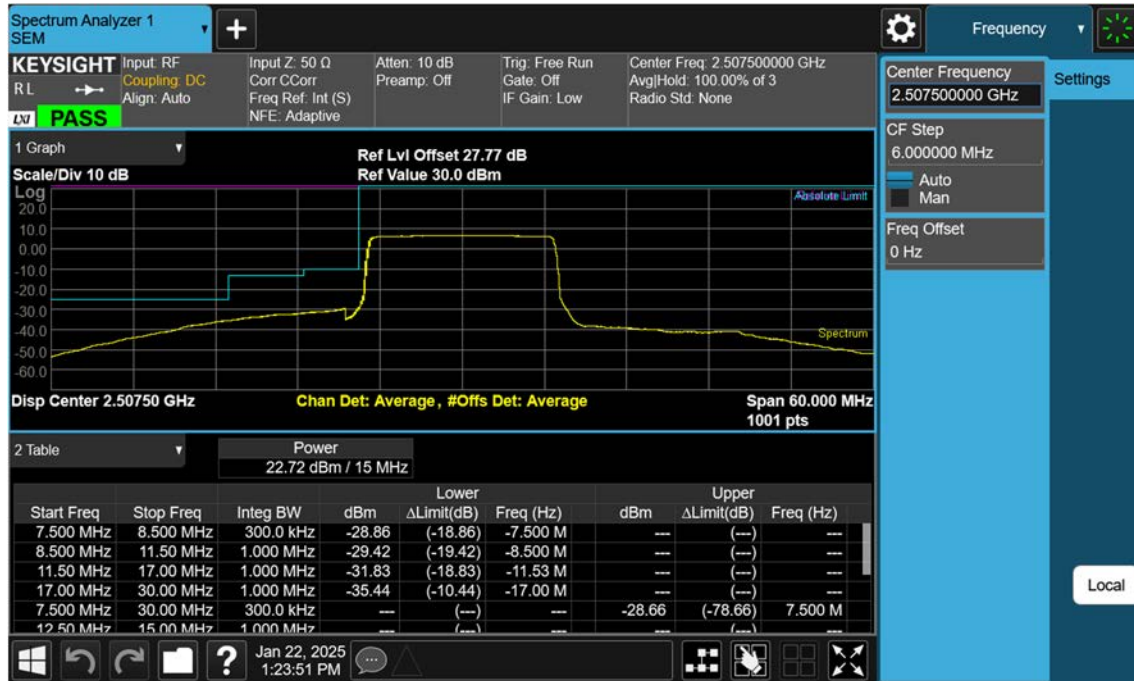 Spectrum Analyzer 1
SEM
Frequency
KEYSIGHT
RL
LXI
PASS
Input: RF
Coupling: DC
Align: Auto
Input Z: 50 Ω
Corr CCorr
Freq Ref: Int (S)
NFE: Adaptive
Atten: 10 dB
Preamp: Off
Trig: Free Run
Gate: Off
IF Gain: Low
Center Freq: 2.507500000 GHz
Avg|Hold: 100.00% of 3
Radio Std: None
Center Frequency
2.507500000 GHz
Settings
CF Step
6.000000 MHz
Auto
Man
Freq Offset
0 Hz
1 Graph
Scale/Div 10 dB
Ref Lvl Offset 27.77 dB
Ref Value 30.0 dBm
Log
20.0
10.0
0.00
-10.0
-20.0
-30.0
-40.0
-50.0
-60.0
Absolute Limit
Spectrum
Disp Center 2.50750 GHz
Chan Det: Average, #Offs Det: Average
Span 60.000 MHz
1001 pts
2 Table
Power
22.72 dBm / 15 MHz
Lower Upper
Start Freq Stop Freq Integ BW dBm ΔLimit(dB) Freq (Hz) dBm ΔLimit(dB) Freq (Hz)
7.500 MHz 8.500 MHz 300.0 kHz -28.86 (-18.86) -7.500 M --- (---) ---
8.500 MHz 11.50 MHz 1.000 MHz -29.42 (-19.42) -8.500 M --- (---) ---
11.50 MHz 17.00 MHz 1.000 MHz -31.83 (-18.83) -11.53 M --- (---) ---
17.00 MHz 30.00 MHz 1.000 MHz -35.44 (-10.44) -17.00 M --- (---) ---
7.500 MHz 30.00 MHz 300.0 kHz --- (---) --- -28.66 (-78.66) 7.500 M
12.50 MHz 15.00 MHz 1.000 MHz --- (---) --- --- (---) ---
Local
?
Jan 22, 2025
1:23:51 PM